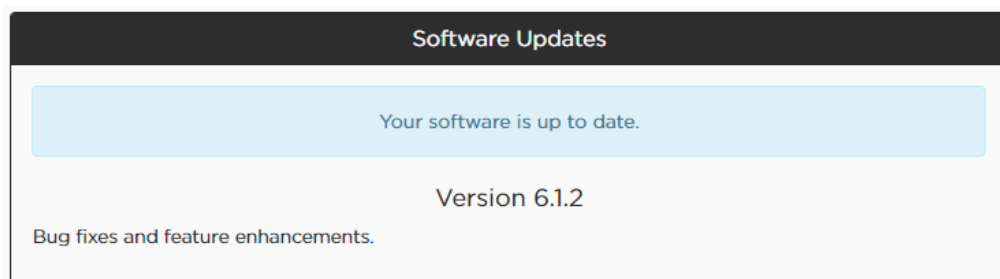 Software Updates
Your software is up to date.
Version 6.1.2
Bug fixes and feature enhancements.